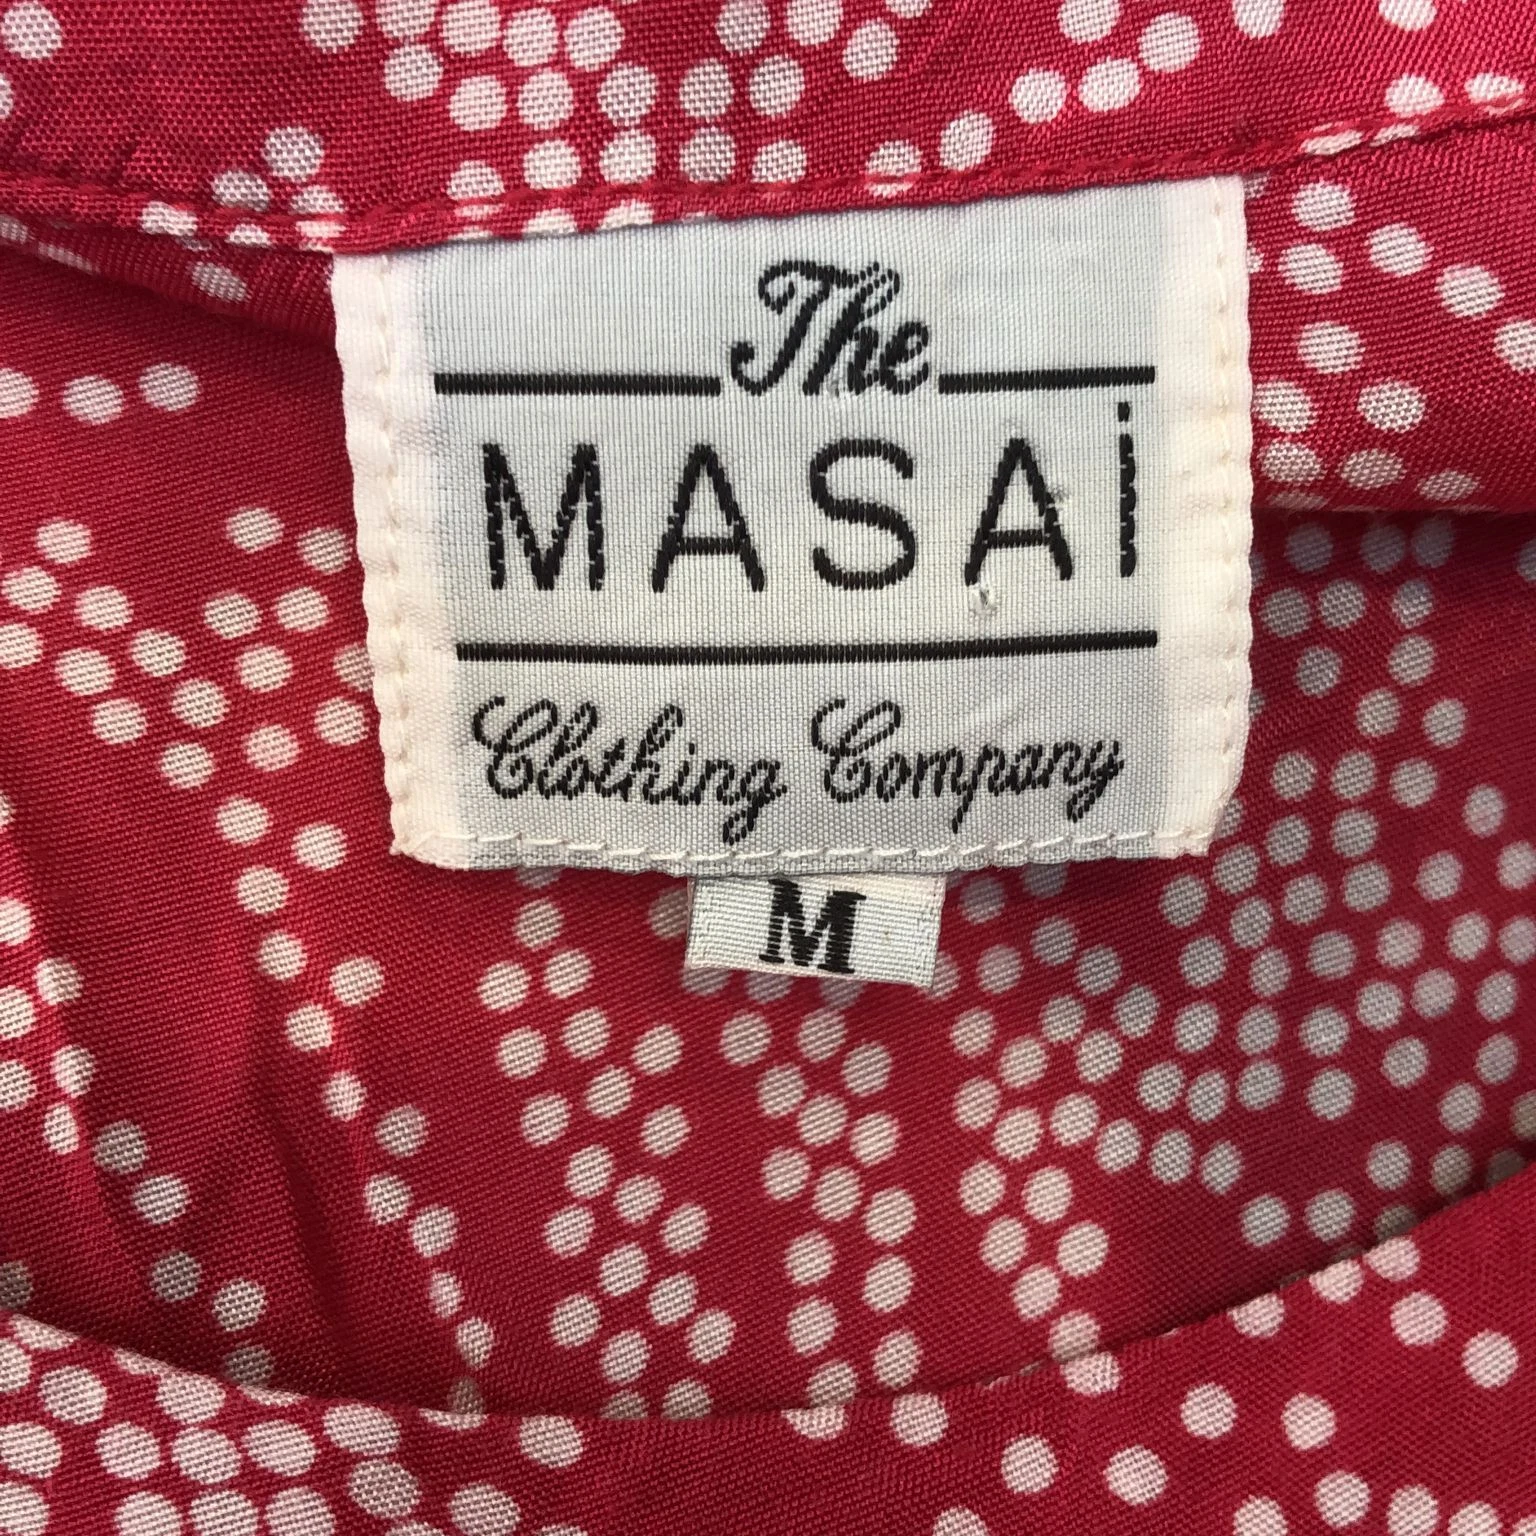 The
MASAi
Clothing Company
M